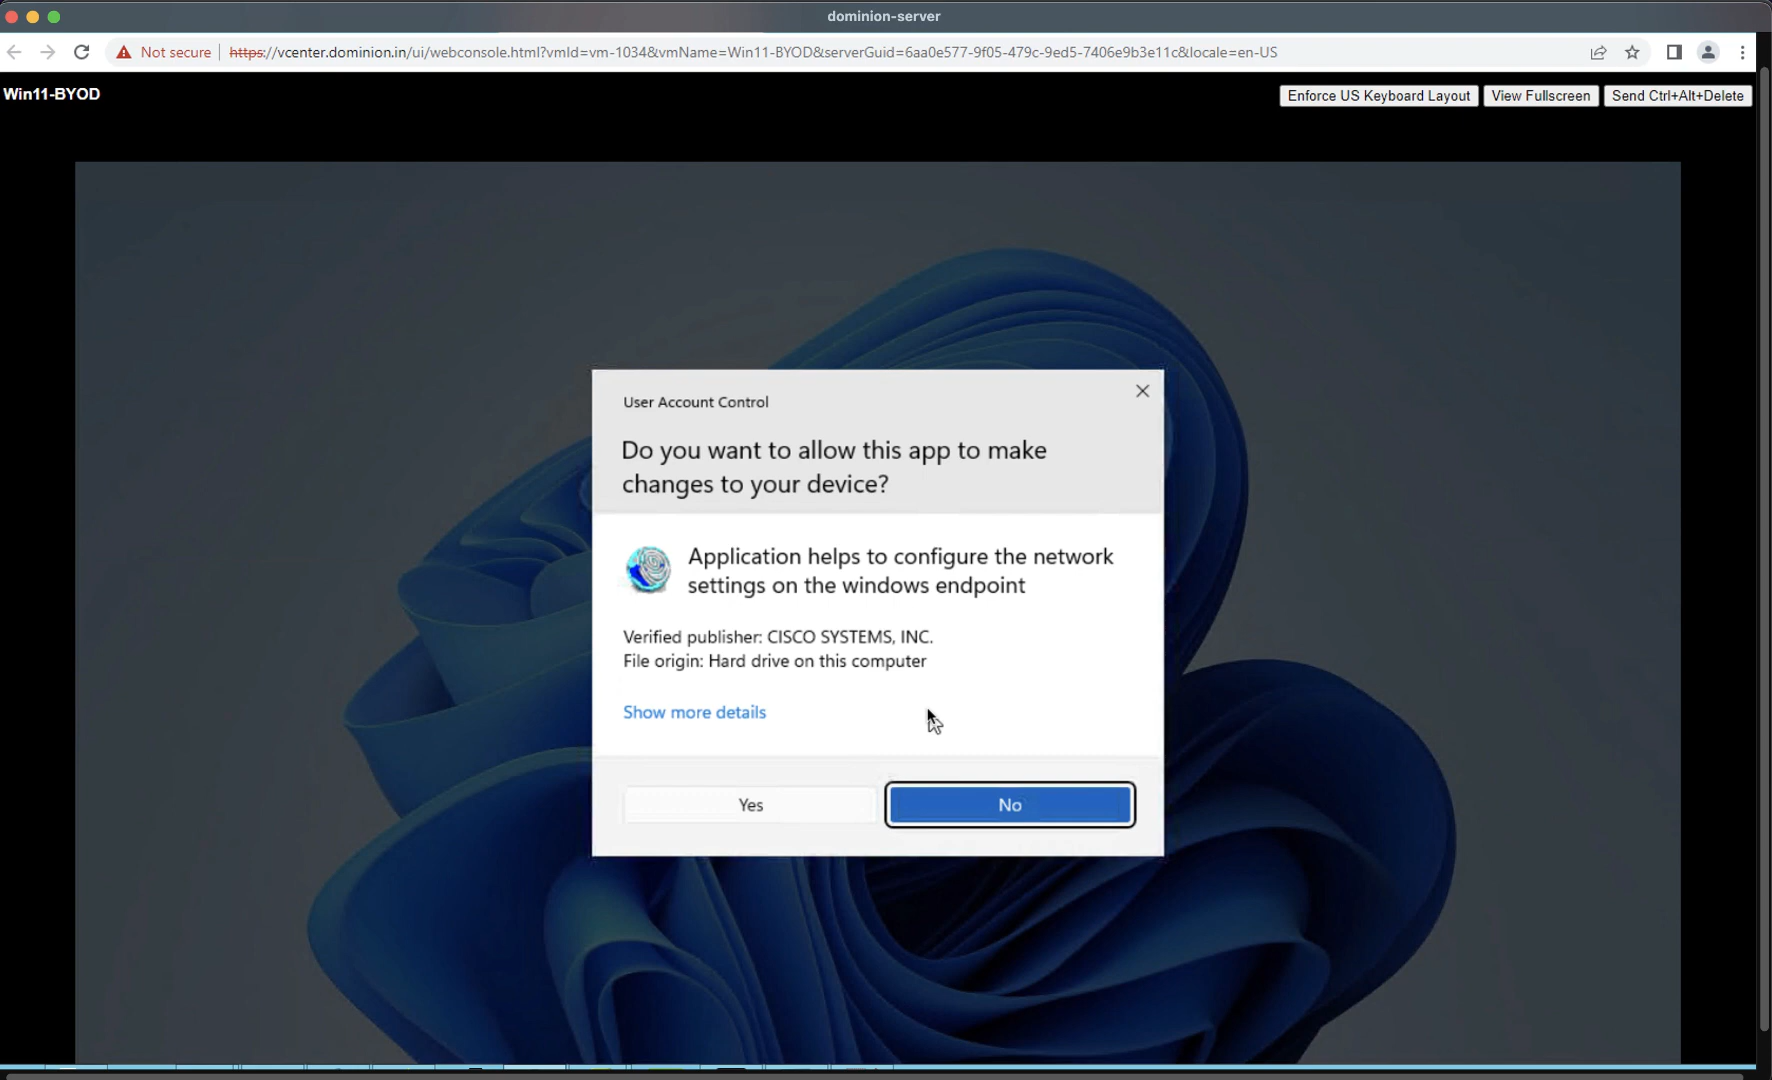 dominion-server
Not secure https://vcenter.dominion.in/ui/webconsole.html?vmId=vm-1034&vmName=Win11-BYOD&serverGuid=6aa0e577-9f05-479c-9ed5-7406e9b3e11c&locale=en-US
Win11-BYOD
Enforce US Keyboard Layout View Fullscreen Send Ctrl+Alt+Delete
User Account Control
Do you want to allow this app to make
changes to your device?
Application helps to configure the network
settings on the windows endpoint
Verified publisher: CISCO SYSTEMS, INC.
File origin: Hard drive on this computer
Show more details
Yes No